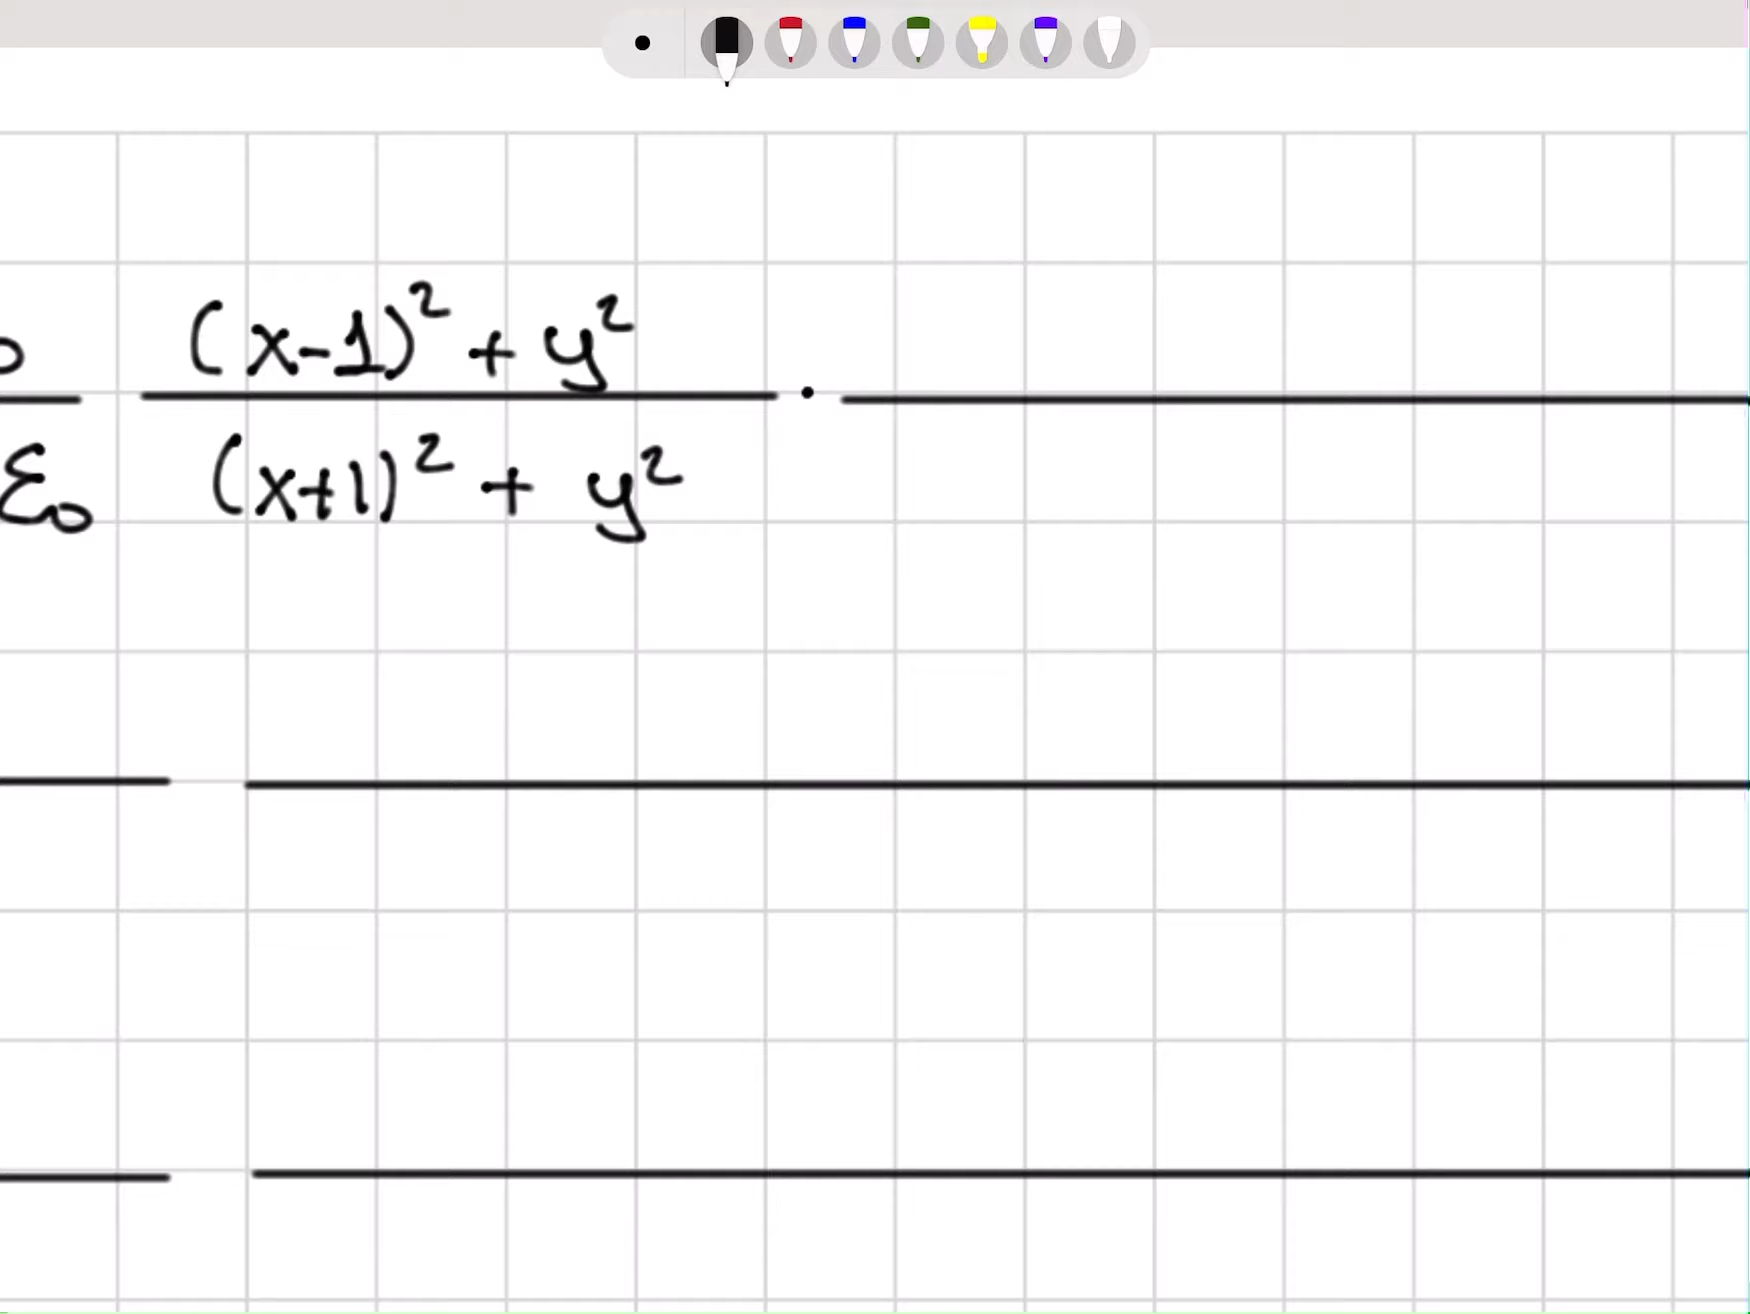 (x-1)² + y²
ε₀ (x+1)² + y²